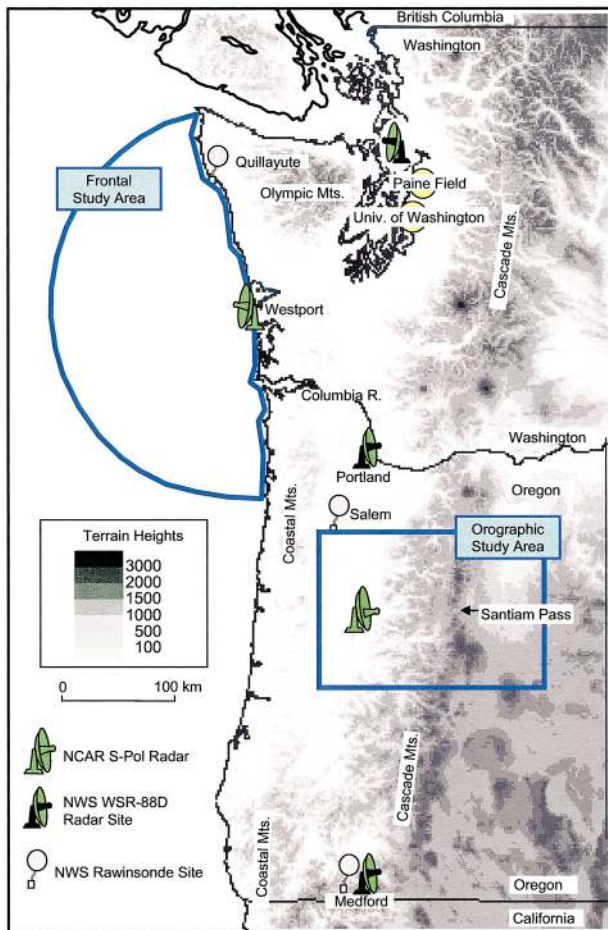 British Columbia
Washington
Quillayute
Frontal
Study Area
Olympic Mts.
Paine Field
Univ. of Washington
Cascade Mts.
Westport
Columbia R.
Washington
Portland
Oregon
Coastal Mts.
Salem
Orographic
Study Area
Terrain Heights
3000
2000
1500
1000
500
100
Santiam Pass
0 100 km
NCAR S-Pol Radar
Cascade Mts.
NWS WSR-88D
Radar Site
Coastal Mts.
NWS Rawinsonde Site
Medford
Oregon
California